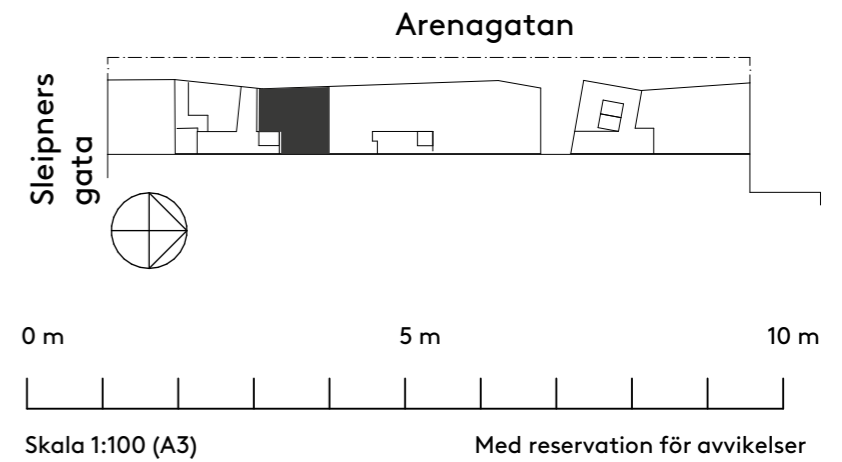 Arenagatan
Sleipners
gata
0 m 5 m 10 m
Skala 1:100 (A3) Med reservation för avvikelser